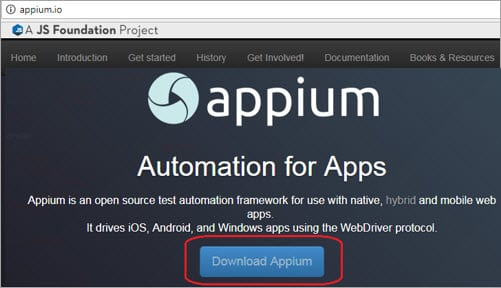 appium.io
A JS Foundation Project
Home Introduction Get started History Get Involved! Documentation Books & Resources
appium
Automation for Apps
Appium is an open source test automation framework for use with native, hybrid and mobile web
apps.
It drives iOS, Android, and Windows apps using the WebDriver protocol.
Download Appium